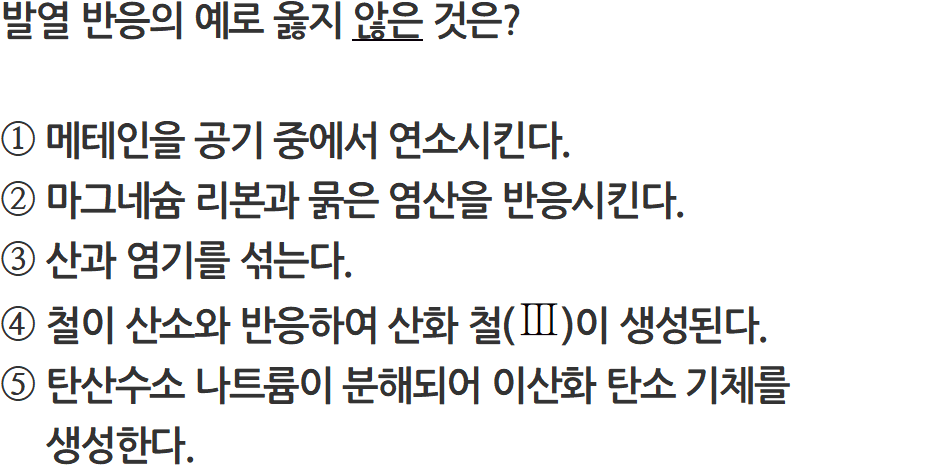 발열 반응의 예로 옳지 않은 것은?
① 메테인을 공기 중에서 연소시킨다.
② 마그네슘 리본과 묽은 염산을 반응시킨다.
③ 산과 염기를 섞는다.
④ 철이 산소와 반응하여 산화 철(Ⅲ)이 생성된다.
⑤ 탄산수소 나트륨이 분해되어 이산화 탄소 기체를
생성한다.